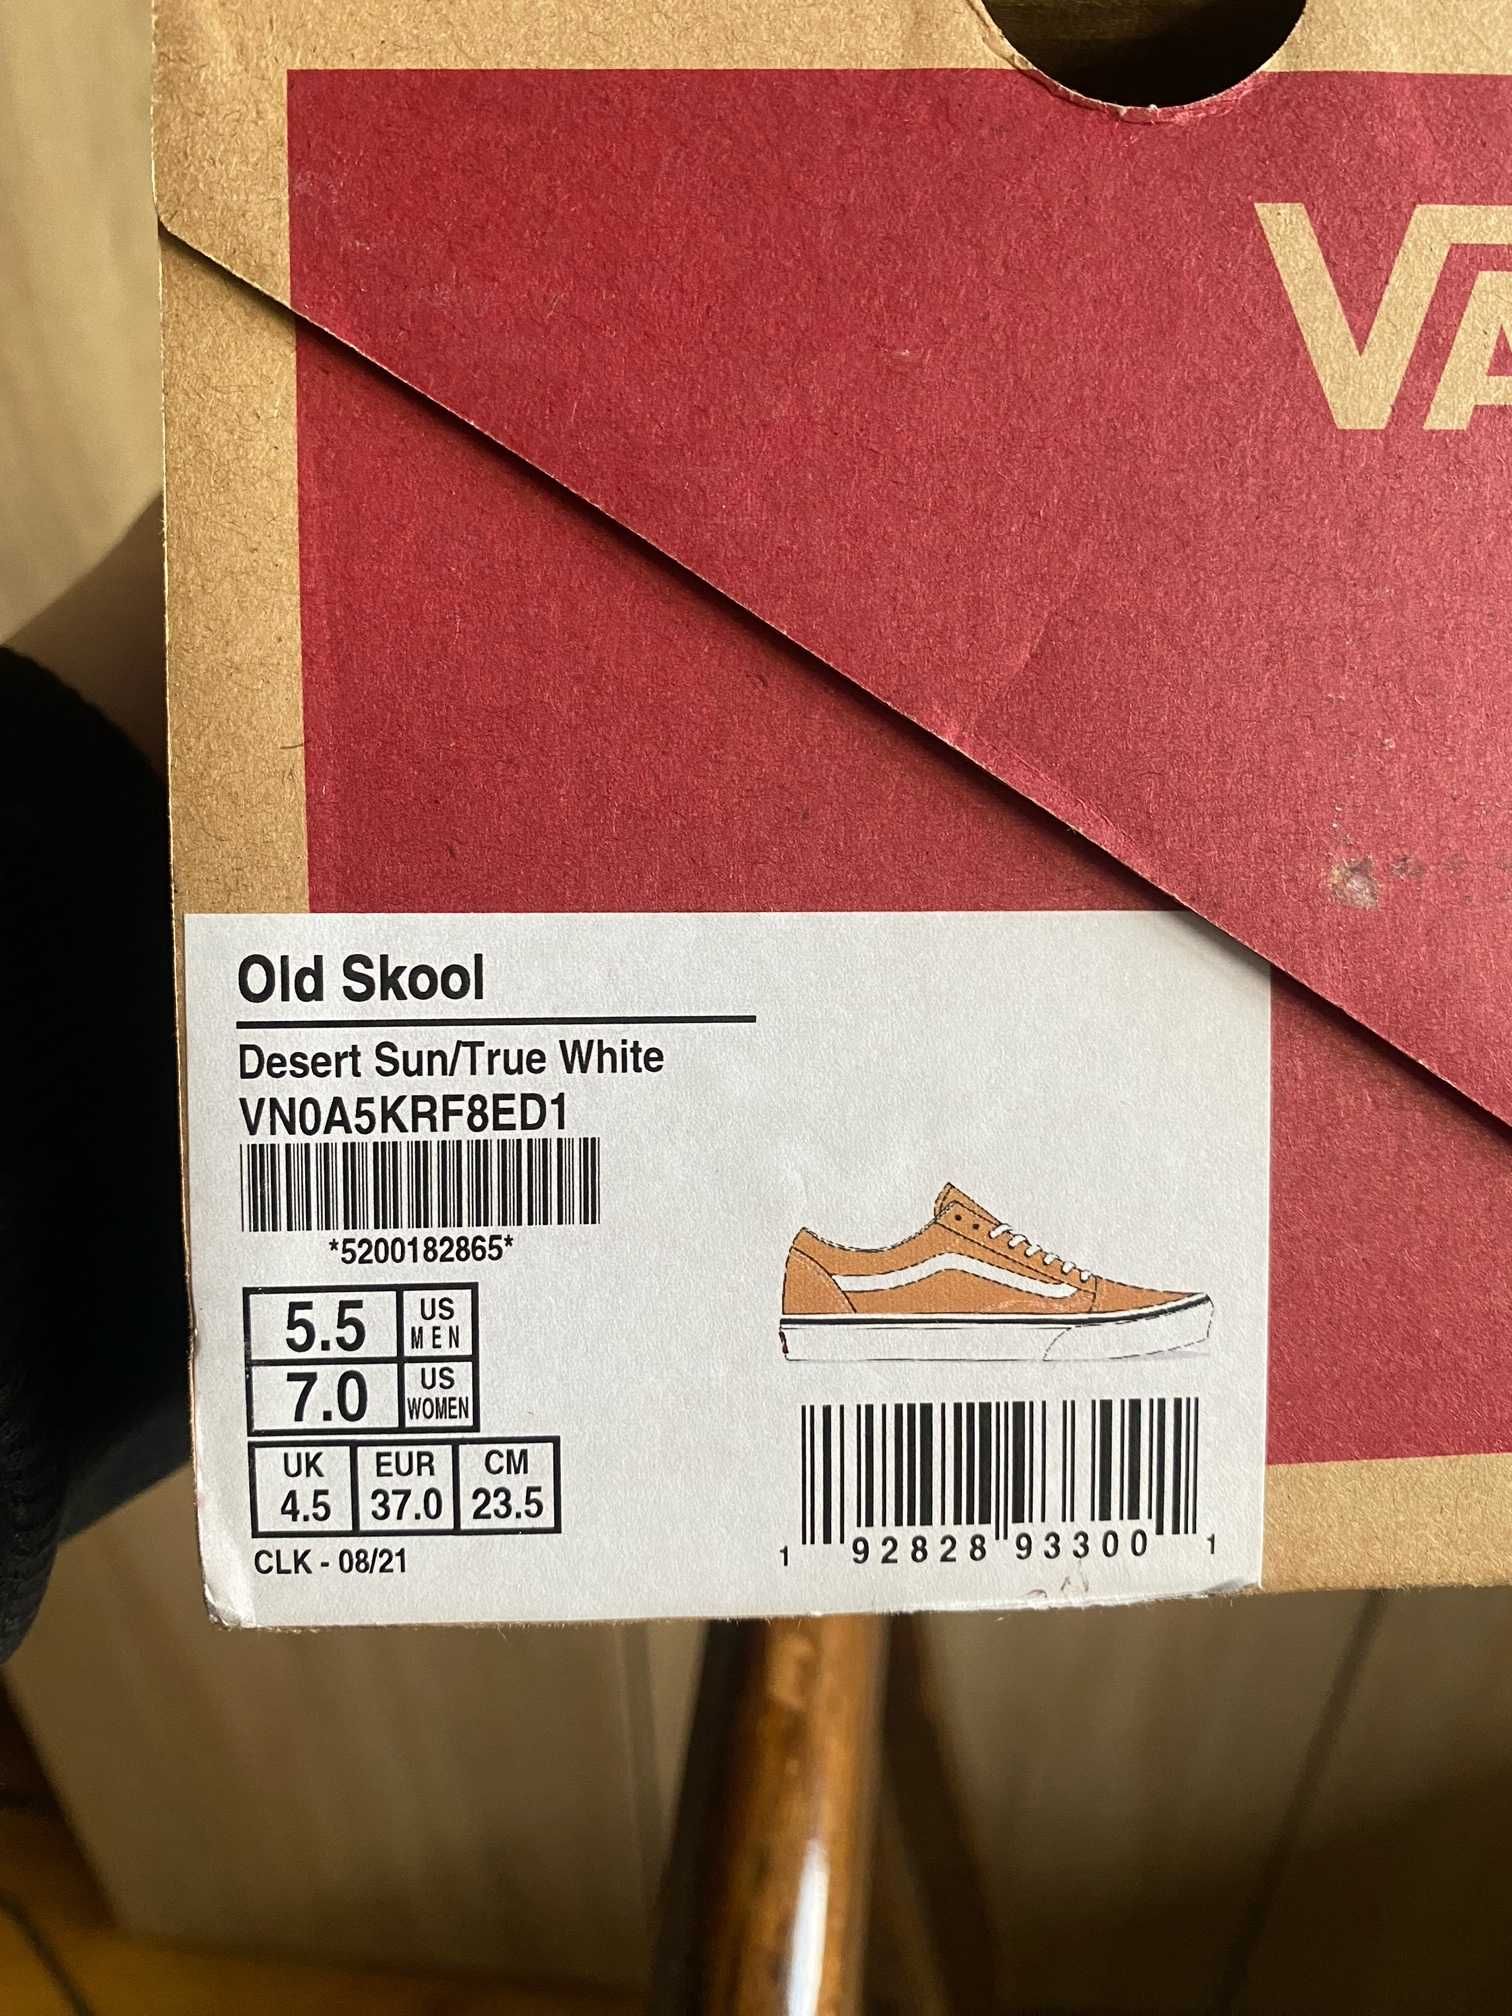 VA
Old Skool
Desert Sun/True White
VN0A5KRF8ED1
*5200182865*
5.5 US MEN
7.0 US WOMEN
UK EUR CM
4.5 37.0 23.5
CLK - 08/21
1 92828 93300 1